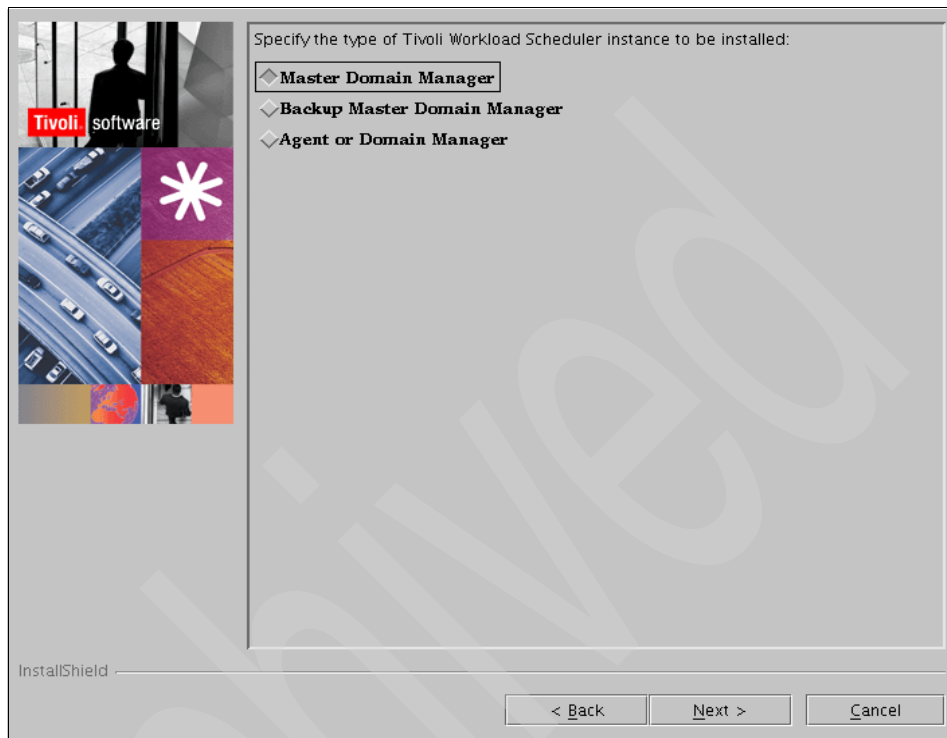 Specify the type of Tivoli Workload Scheduler instance to be installed:
Master Domain Manager
Backup Master Domain Manager
Agent or Domain Manager
Tivoli. software
InstallShield
< Back
Next >
Cancel
hived